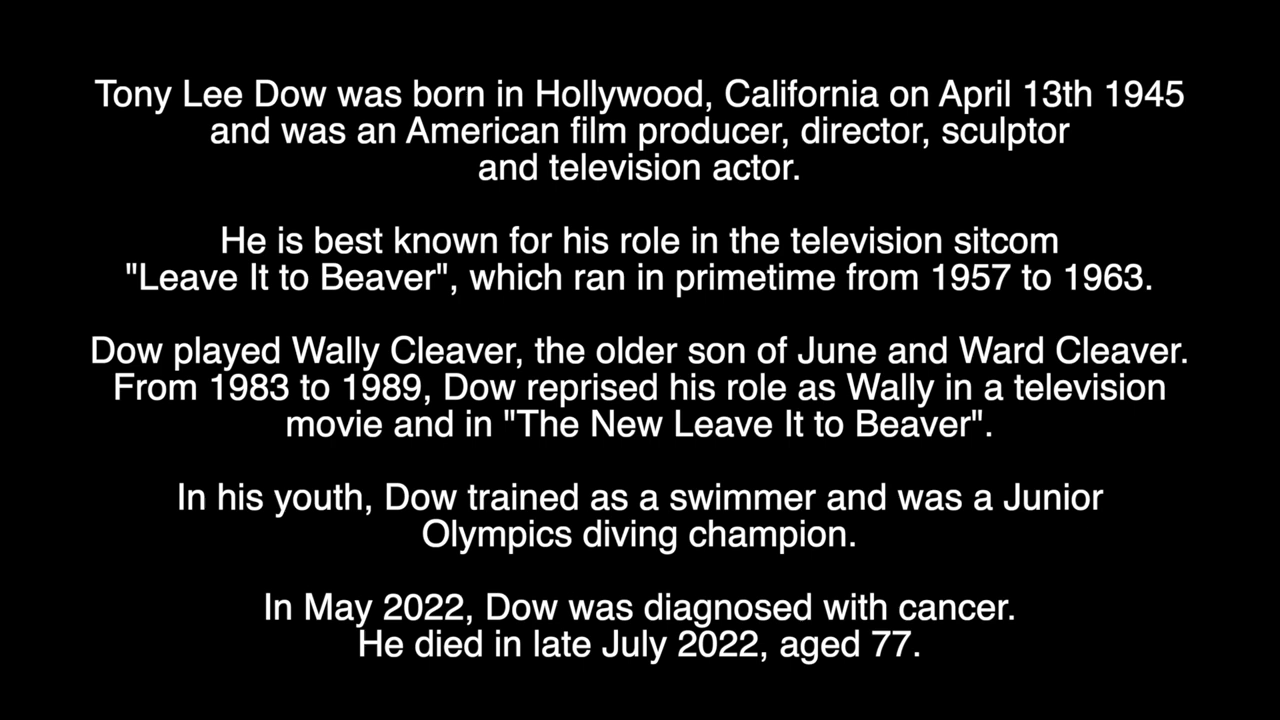 Tony Lee Dow was born in Hollywood, California on April 13th 1945
and was an American film producer, director, sculptor
and television actor.
He is best known for his role in the television sitcom
"Leave It to Beaver", which ran in primetime from 1957 to 1963.
Dow played Wally Cleaver, the older son of June and Ward Cleaver.
From 1983 to 1989, Dow reprised his role as Wally in a television
movie and in "The New Leave It to Beaver".
In his youth, Dow trained as a swimmer and was a Junior
Olympics diving champion.
In May 2022, Dow was diagnosed with cancer.
He died in late July 2022, aged 77.